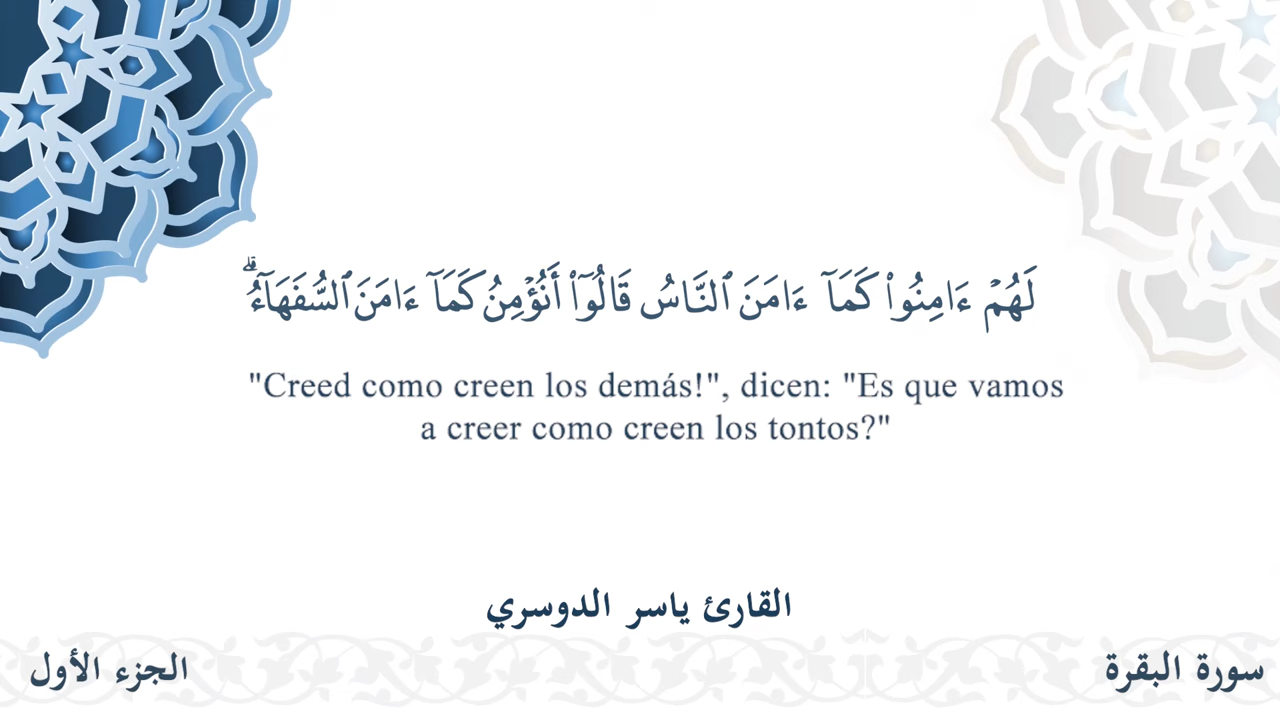 لَهُمۡ ءَامِنُواْ كَمَآ ءَامَنَ ٱلنَّاسُ قَالُوٓاْ أَنُؤۡمِنُ كَمَآ ءَامَنَ ٱلسُّفَهَآءُۗ
"Creed como creen los demás!", dicen: "Es que vamos
a creer como creen los tontos?"
القارئ ياسر الدوسري
سورة البقرة
الجزء الأول